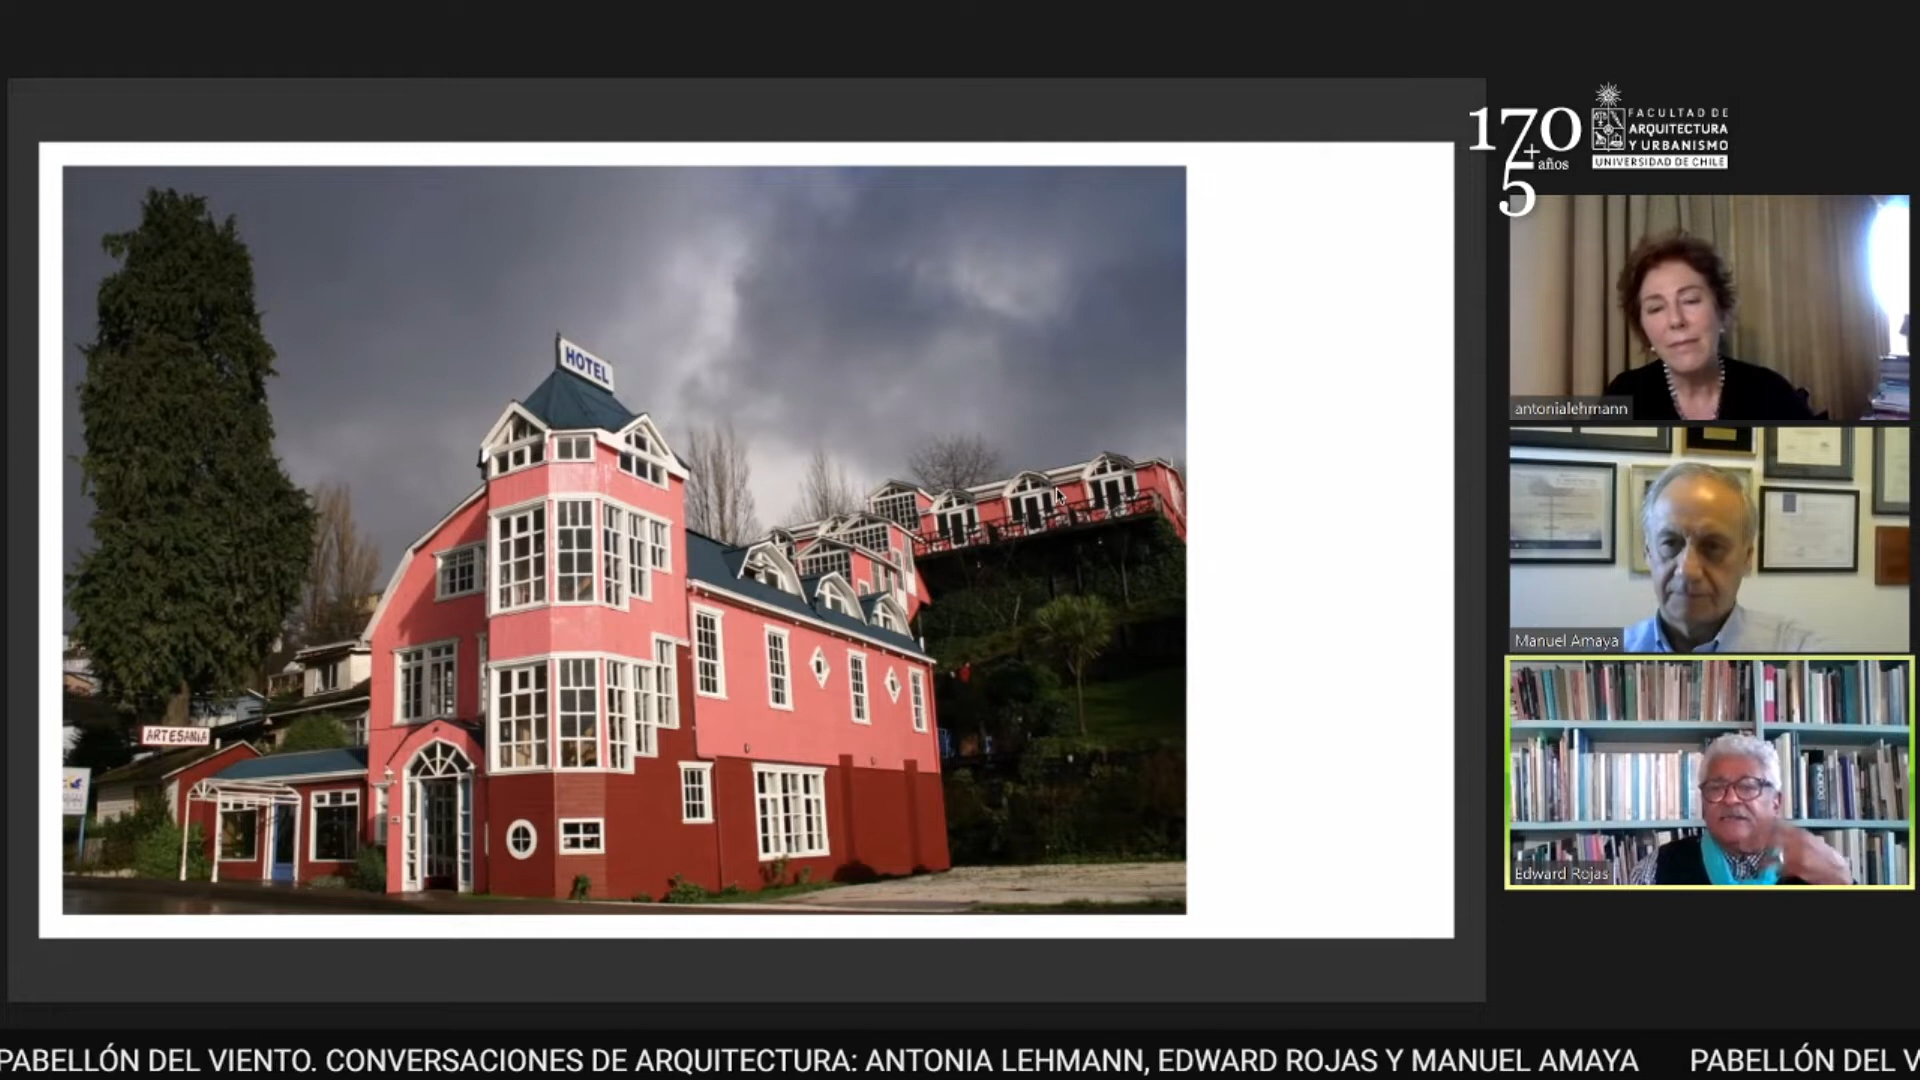 HOTEL
ARTESANIA
170
+
5
años
FACULTAD DE
ARQUITECTURA
Y URBANISMO
UNIVERSIDAD DE CHILE
antonialehmann
Manuel Amaya
Edward Rojas
PABELLÓN DEL VIENTO. CONVERSACIONES DE ARQUITECTURA: ANTONIA LEHMANN, EDWARD ROJAS Y MANUEL AMAYA PABELLÓN DEL V